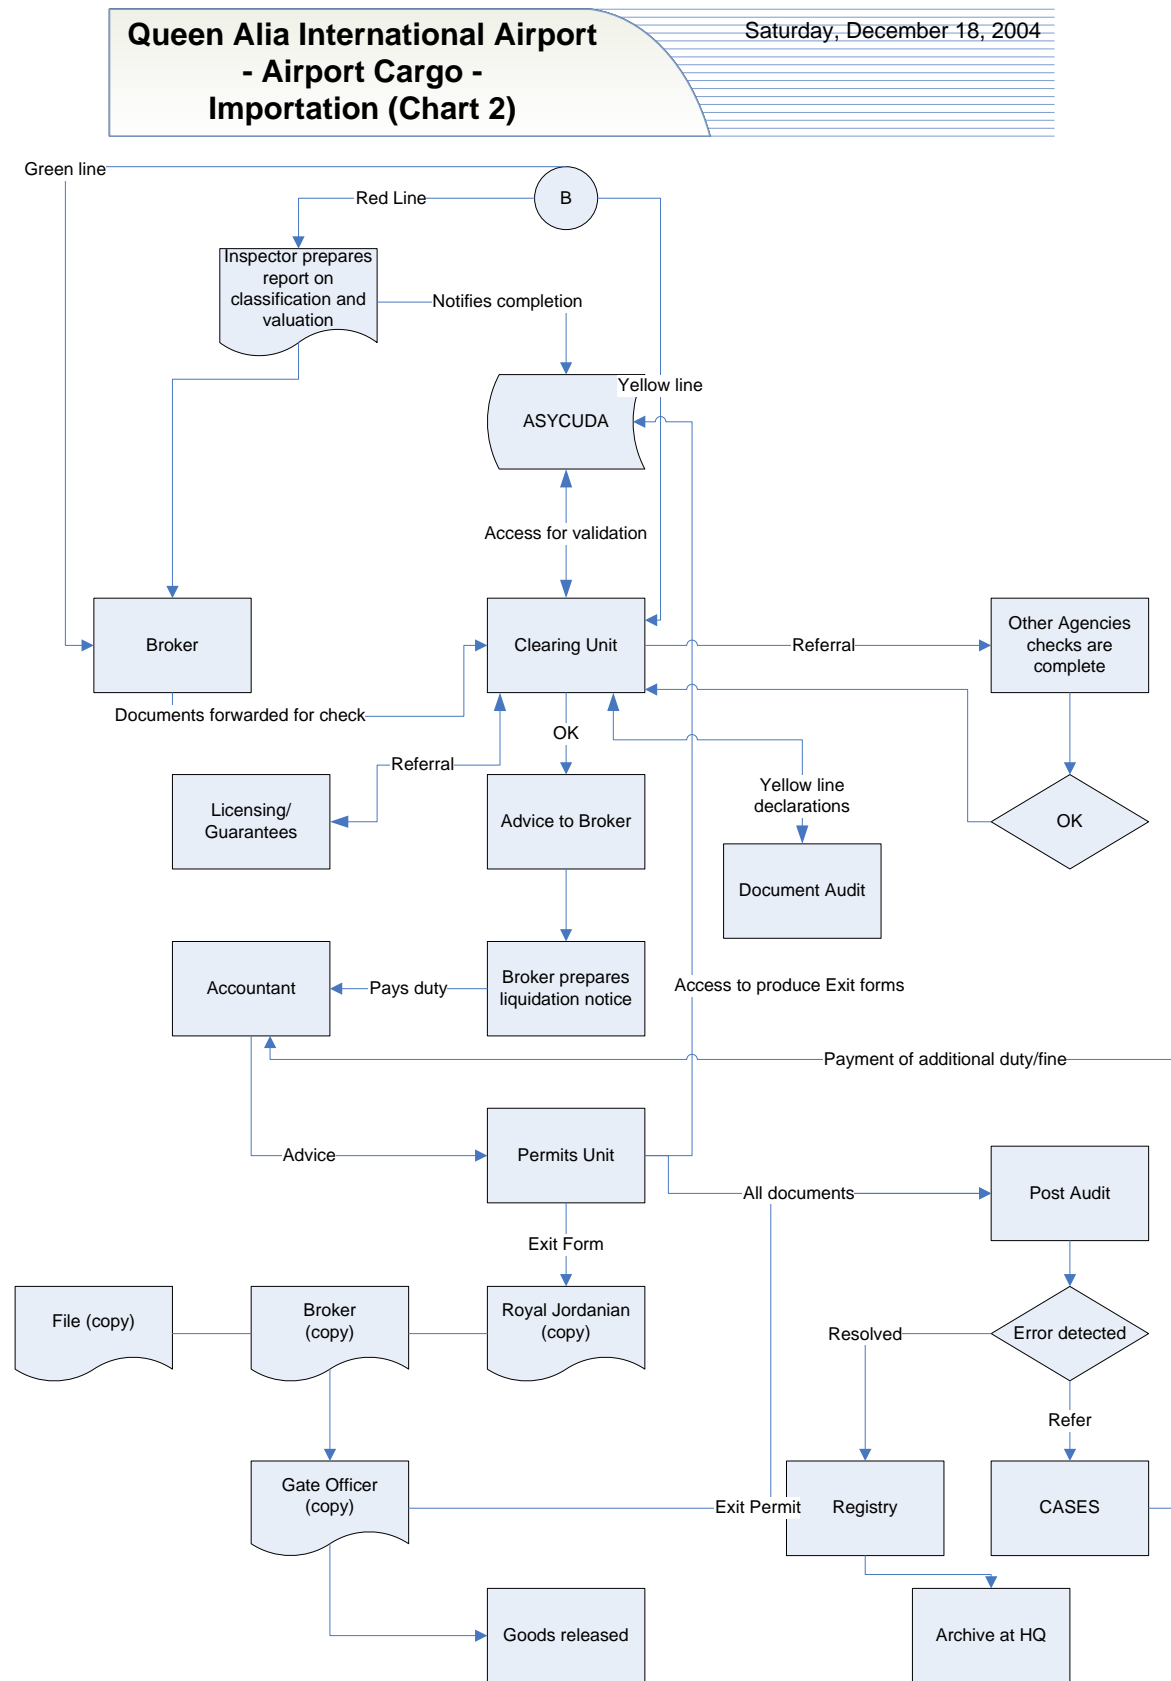 Queen Alia International Airport
- Airport Cargo -
Importation (Chart 2)
Saturday, December 18, 2004
Green line
B
Red Line
Inspector prepares
report on
classification and
valuation
Notifies completion
Yellow line
ASYCUDA
Access for validation
Broker
Clearing Unit
Referral
Other Agencies
checks are
complete
Documents forwarded for check
OK
Referral
Yellow line
declarations
Licensing/
Guarantees
Advice to Broker
OK
Document Audit
Accountant
Pays duty
Broker prepares
liquidation notice
Access to produce Exit forms
Payment of additional duty/fine
Advice
Permits Unit
All documents
Post Audit
Exit Form
File (copy)
Broker
(copy)
Royal Jordanian
(copy)
Resolved
Error detected
Refer
Gate Officer
(copy)
Exit Permit
Registry
CASES
Goods released
Archive at HQ